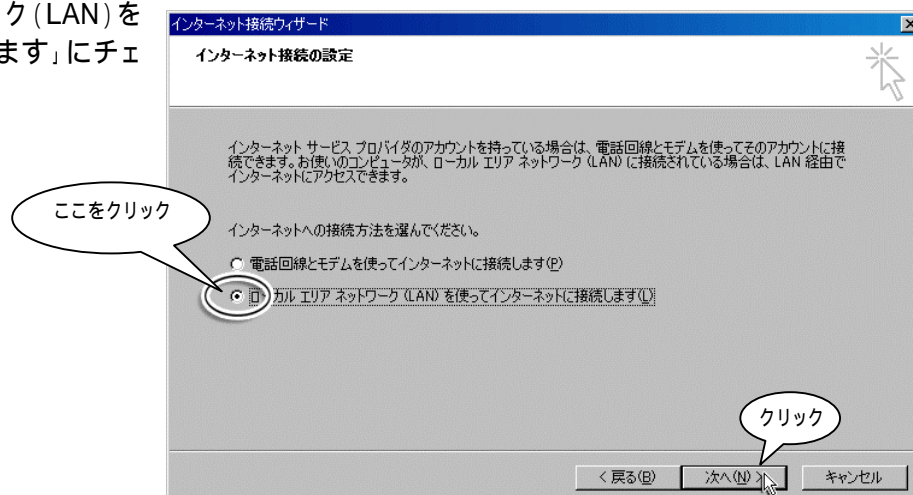 ク(LAN)を
ます」にチェ
インターネット接続ウィザード
インターネット接続の設定
インターネット サービス プロバイダのアカウントを持っている場合は、電話回線とモデムを使ってそのアカウントに接
続できます。お使いのコンピュータが、ローカル エリア ネットワーク (LAN) に接続されている場合は、LAN 経由で
インターネットにアクセスできます。
ここをクリック
インターネットへの接続方法を選んでください。
電話回線とモデムを使ってインターネットに接続します(P)
ローカル エリア ネットワーク (LAN) を使ってインターネットに接続します(L)
クリック
< 戻る(B)
次へ(N) >
キャンセル